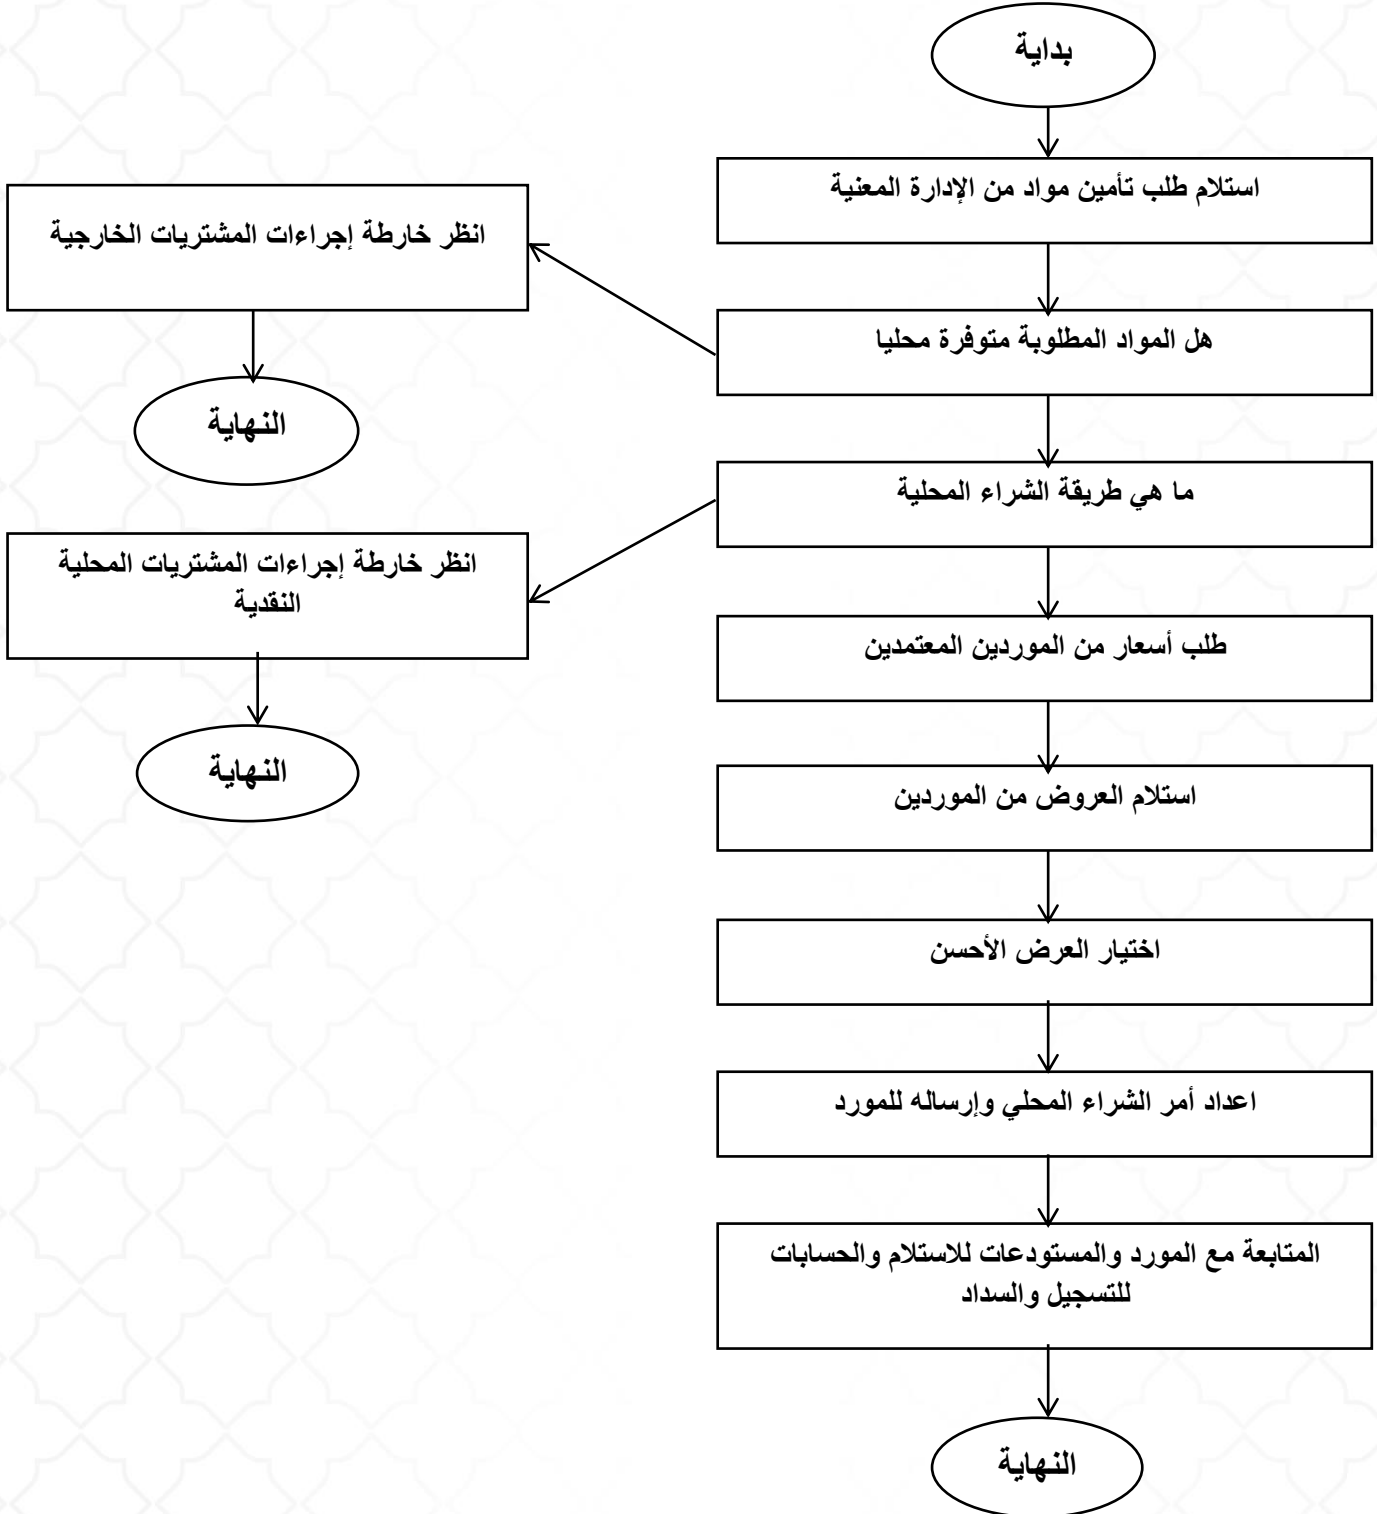 بداية
استلام طلب تأمين مواد من الإدارة المعنية
انظر خارطة إجراءات المشتريات الخارجية
هل المواد المطلوبة متوفرة محليا
النهاية
ما هي طريقة الشراء المحلية
انظر خارطة إجراءات المشتريات المحلية
النقدية
طلب أسعار من الموردين المعتمدين
النهاية
استلام العروض من الموردين
اختيار العرض الأحسن
اعداد أمر الشراء المحلي وإرساله للمورد
المتابعة مع المورد والمستودعات للاستلام والحسابات
للتسجيل والسداد
النهاية